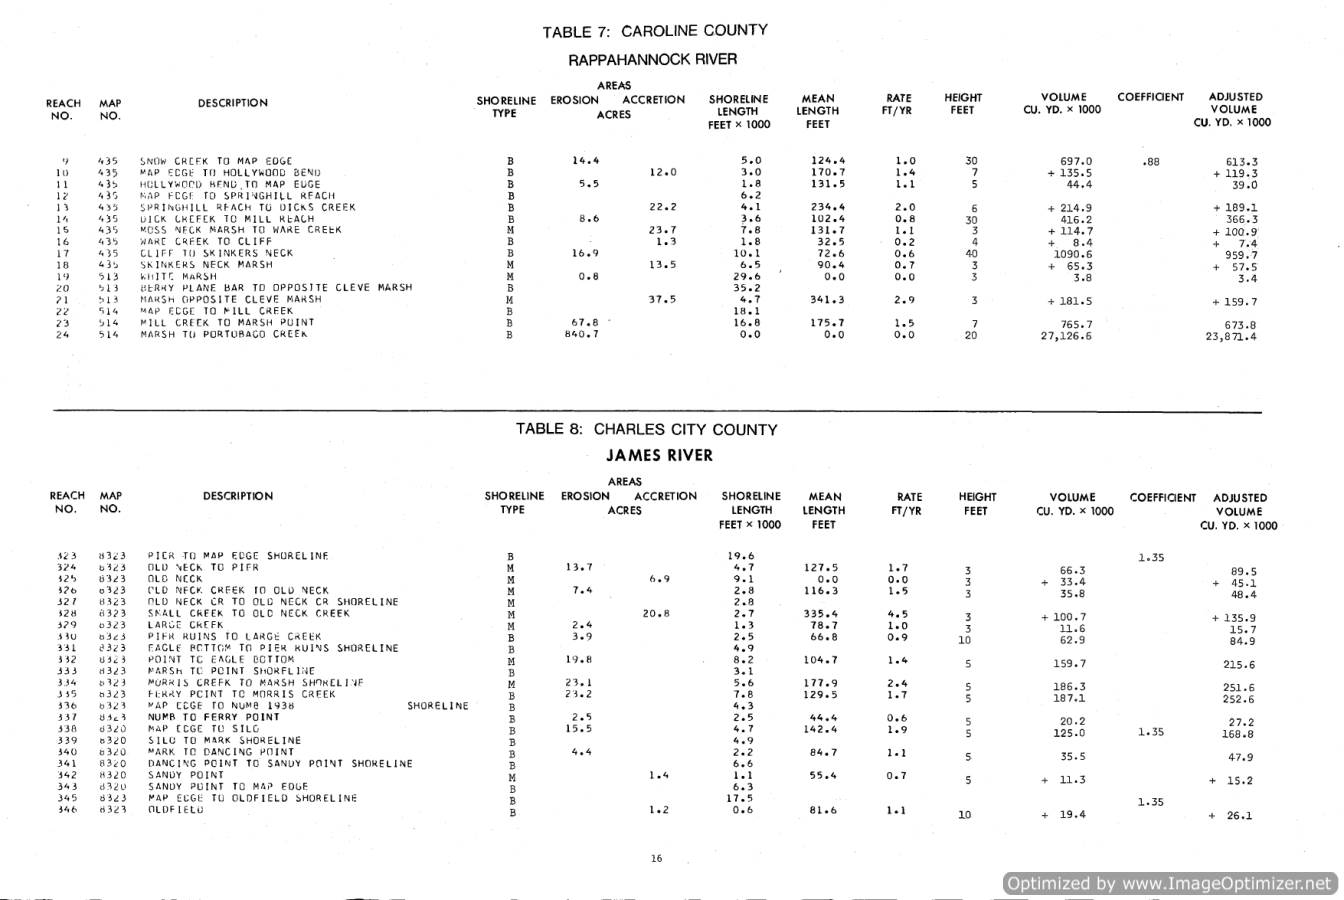 TABLE 7: CAROLINE COUNTY
RAPPAHANNOCK RIVER
AREAS
REACH NO. MAP NO. DESCRIPTION SHORELINE TYPE EROSION ACCRETION ACRES SHORELINE LENGTH FEET × 1000 MEAN LENGTH FEET RATE FT/YR HEIGHT FEET VOLUME CU. YD. × 1000 COEFFICIENT ADJUSTED VOLUME CU. YD. × 1000
9 435 SNOW CREEK TO MAP EDGE B 14.4 5.0 124.4 1.0 30 697.0 .88 613.3
10 435 MAP EDGE TO HOLLYWOOD BEND B 12.0 3.0 170.7 1.4 7 + 135.5 + 119.3
11 435 HOLLYWOOD BEND TO MAP EDGE B 5.5 1.8 131.5 1.1 5 44.4 39.0
12 435 MAP EDGE TO SPRINGHILL REACH B 6.2
13 435 SPRINGHILL REACH TO DICKS CREEK B 22.2 4.1 234.4 2.0 6 + 214.9 + 189.1
14 435 DICK CREEK TO MILL REACH B 8.6 3.6 102.4 0.8 30 416.2 366.3
15 435 MOSS NECK MARSH TO WARE CREEK M 23.7 7.8 131.7 1.1 3 + 114.7 + 100.9
16 435 WARE CREEK TO CLIFF B 1.3 1.8 32.5 0.2 4 + 8.4 + 7.4
17 435 CLIFF TO SKINKERS NECK B 16.9 10.1 72.6 0.6 40 1090.6 959.7
18 435 SKINKERS NECK MARSH M 13.5 6.5 90.4 0.7 3 + 65.3 + 57.5
19 513 WHITE MARSH M 0.8 29.6 0.0 0.0 3 3.8 3.4
20 513 BERRY PLANE BAR TO OPPOSITE CLEVE MARSH B 35.2
21 513 MARSH OPPOSITE CLEVE MARSH M 37.5 4.7 341.3 2.9 3 + 181.5 + 159.7
22 514 MAP EDGE TO MILL CREEK B 18.1
23 514 MILL CREEK TO MARSH POINT B 67.8 16.8 175.7 1.5 7 765.7 673.8
24 514 MARSH TO PORTOBAGO CREEK B 840.7 0.0 0.0 0.0 20 27,126.6 23,871.4
TABLE 8: CHARLES CITY COUNTY
JAMES RIVER
AREAS
REACH NO. MAP NO. DESCRIPTION SHORELINE TYPE EROSION ACCRETION ACRES SHORELINE LENGTH FEET × 1000 MEAN LENGTH FEET RATE FT/YR HEIGHT FEET VOLUME CU. YD. × 1000 COEFFICIENT ADJUSTED VOLUME CU. YD. × 1000
323 8323 PIER TO MAP EDGE SHORELINE B 19.6 1.35
324 8323 OLD NECK TO PIER M 13.7 4.7 127.5 1.7 3 66.3 89.5
325 8323 OLD NECK M 6.9 9.1 0.0 0.0 3 + 33.4 + 45.1
326 8323 OLD NECK CREEK TO OLD NECK M 7.4 2.8 116.3 1.5 3 35.8 48.4
327 8323 OLD NECK CR TO OLD NECK CR SHORELINE M 2.8
328 8323 SMALL CREEK TO OLD NECK CREEK M 20.8 2.7 335.4 4.5 3 + 100.7 + 135.9
329 8323 LARGE CREEK M 2.4 1.3 78.7 1.0 3 11.6 15.7
330 8323 PIER RUINS TO LARGE CREEK B 3.9 2.5 66.8 0.9 10 62.9 84.9
331 8323 EAGLE BOTTOM TO PIER RUINS SHORELINE B 4.9
332 8323 POINT TO EAGLE BOTTOM M 19.8 8.2 104.7 1.4 5 159.7 215.6
333 8323 MARSH TO POINT SHORELINE B 3.1
334 8323 MORRIS CREEK TO MARSH SHORELINE M 23.1 5.6 177.9 2.4 5 186.3 251.6
335 8323 FERRY POINT TO MORRIS CREEK B 23.2 7.8 129.5 1.7 5 187.1 252.6
336 8323 MAP EDGE TO NUMB 1938 SHORELINE B 4.3
337 8323 NUMB TO FERRY POINT B 2.5 2.5 44.4 0.6 5 20.2 27.2
338 8320 MAP EDGE TO SILO B 15.5 4.7 142.4 1.9 5 125.0 1.35 168.8
339 8320 SILO TO MARK SHORELINE B 4.9
340 8320 MARK TO DANCING POINT B 4.4 2.2 84.7 1.1 5 35.5 47.9
341 8320 DANCING POINT TO SANDY POINT SHORELINE B 6.6
342 8320 SANDY POINT M 1.4 1.1 55.4 0.7 5 + 11.3 + 15.2
343 8320 SANDY POINT TO MAP EDGE B 6.3
345 8323 MAP EDGE TO OLDFIELD SHORELINE B 17.5 1.35
346 8323 OLDFIELD B 1.2 0.6 81.6 1.1 10 + 19.4 + 26.1
16
Optimized by www.ImageOptimizer.net